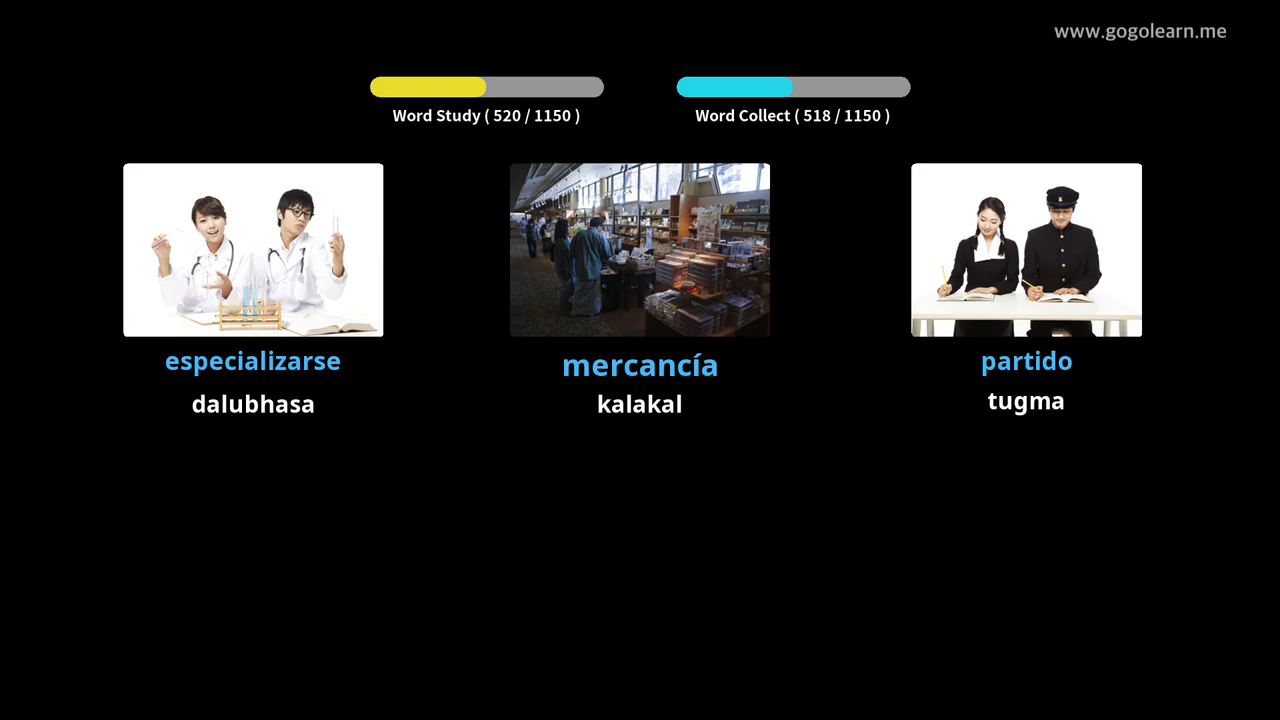 www.gogolearn.me
Word Study ( 520 / 1150 )
Word Collect ( 518 / 1150 )
especializarse
dalubhasa
mercancía
kalakal
partido
tugma